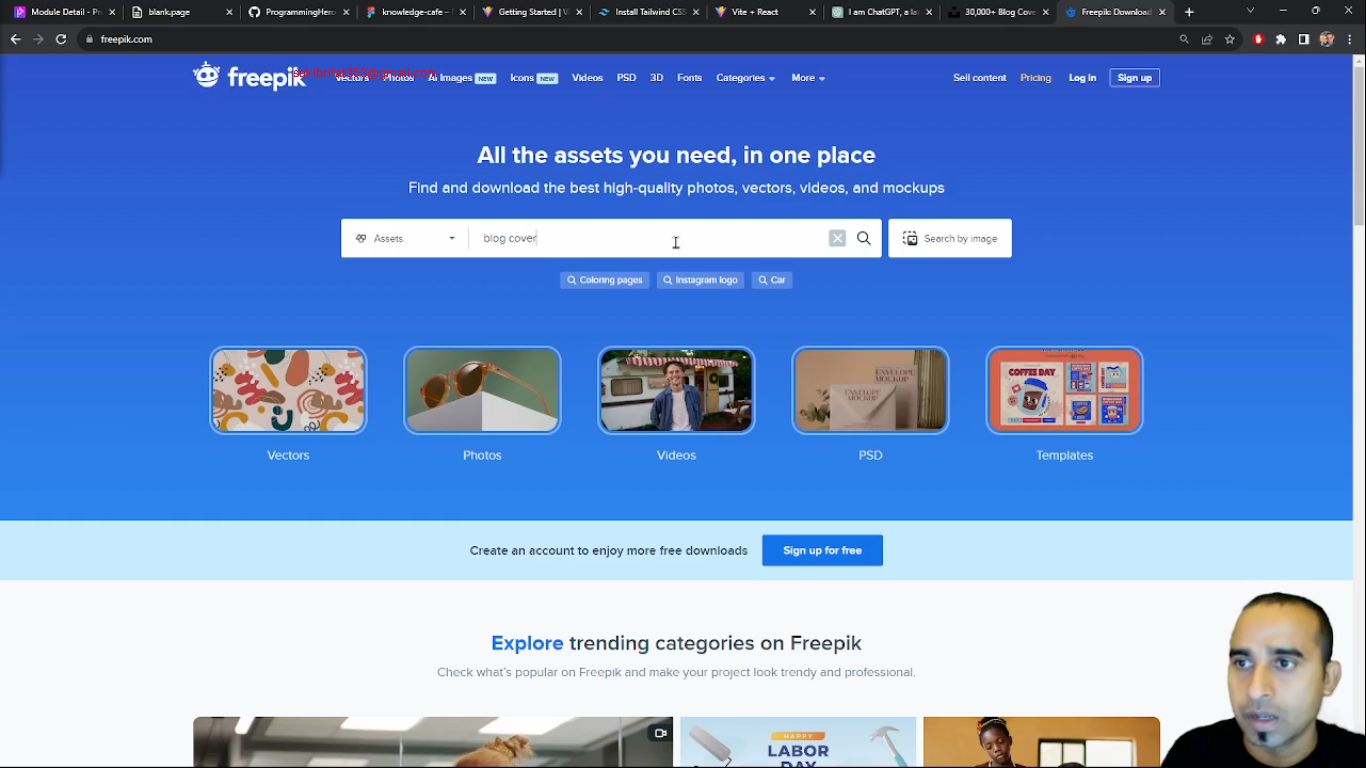 Module Detail - Pr
blank.page
ProgrammingHero
knowledge-cafe –
Getting Started | V
Install Tailwind CSS
Vite + React
I am ChatGPT, a la
30,000+ Blog Cove
Freepik: Download
freepik.com
freepik
Vectors Photos AI Images NEW Icons NEW Videos PSD 3D Fonts Categories More Sell content Pricing Log in Sign up
All the assets you need, in one place
Find and download the best high-quality photos, vectors, videos, and mockups
Assets blog cover Search by image
Coloring pages Instagram logo Car
ENVELOPE MOCKUP
ENVELOPE MOCKUP
COFFEE DAY
Vectors Photos Videos PSD Templates
Create an account to enjoy more free downloads Sign up for free
Explore trending categories on Freepik
Check what's popular on Freepik and make your project look trendy and professional.
HAPPY
LABOR
DAY